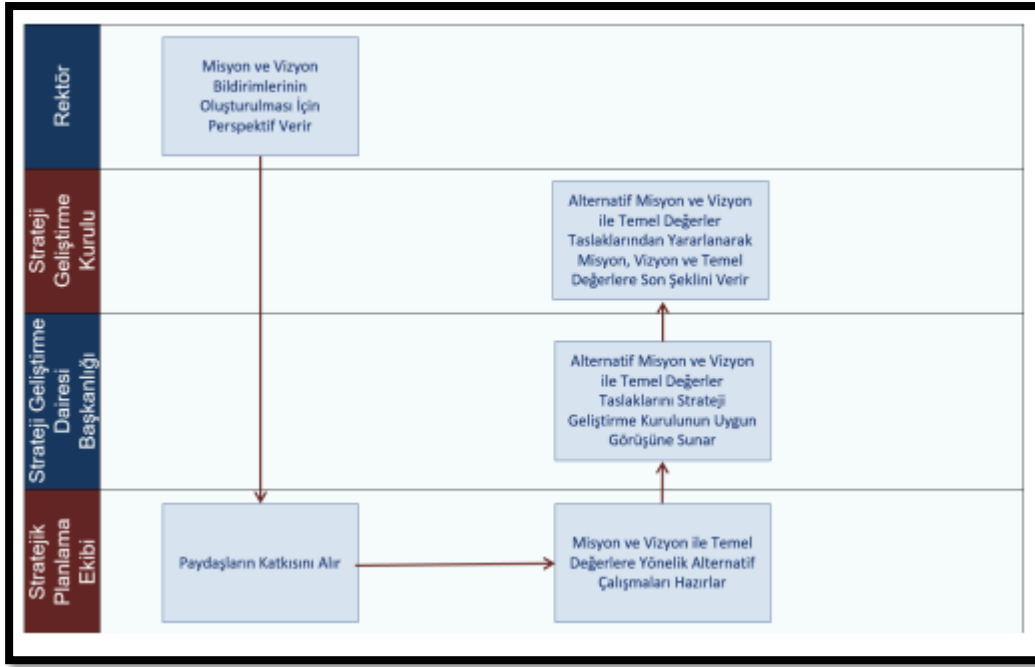 Rektör
Misyon ve Vizyon
Bildirimlerinin
Oluşturulması İçin
Perspektif Verir
Strateji
Geliştirme
Kurulu
Alternatif Misyon ve Vizyon
ile Temel Değerler
Taslaklarından Yararlanarak
Misyon, Vizyon ve Temel
Değerlere Son Şeklini Verir
Strateji Geliştirme
Dairesi
Başkanlığı
Alternatif Misyon ve Vizyon
ile Temel Değerler
Taslaklarını Strateji
Geliştirme Kurulunun Uygun
Görüşüne Sunar
Stratejik
Planlama
Ekibi
Paydaşların Katkısını Alır
Misyon ve Vizyon ile Temel
Değerlere Yönelik Alternatif
Çalışmaları Hazırlar